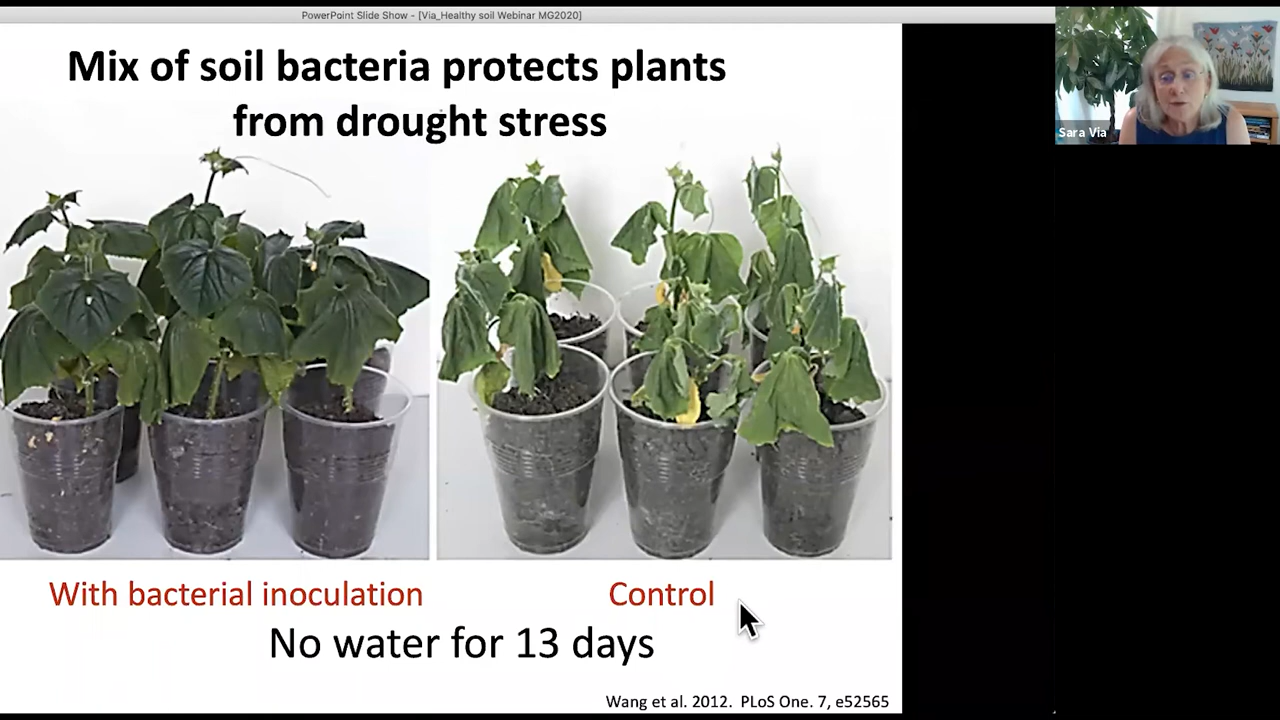 PowerPoint Slide Show - [Via_Healthy soil Webinar MG2020]
Mix of soil bacteria protects plants
from drought stress
Sara Via
With bacterial inoculation
Control
No water for 13 days
Wang et al. 2012. PLoS One. 7, e52565